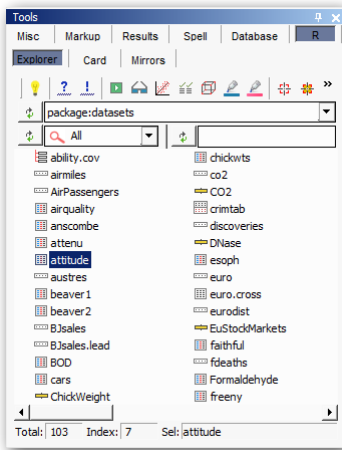 Tools
Misc Markup Results Spell Database R
Explorer Card Mirrors
package:datasets
All
ability.cov chickwts
airmiles co2
AirPassengers CO2
airquality crimtab
anscombe discoveries
attenu DNase
attitude esoph
austres euro
beaver1 euro.cross
beaver2 eurodist
BJsales EuStockMarkets
BJsales.lead faithful
BOD fdeaths
cars Formaldehyde
ChickWeight freeny
Total: 103 Index: 7 Sel: attitude